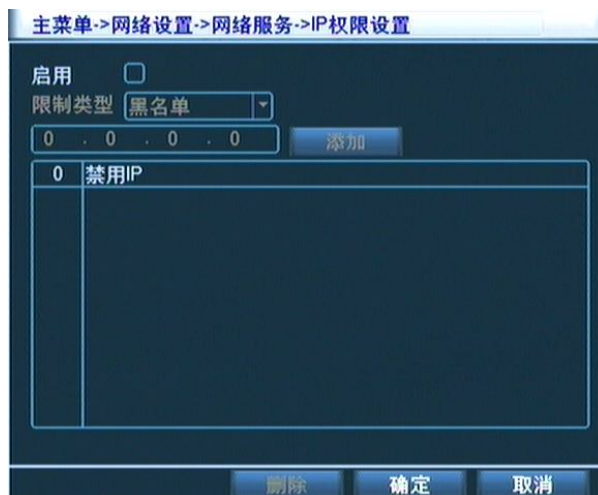 主菜单->网络设置->网络服务->IP权限设置
启用
限制类型 黑名单
0 . 0 . 0 . 0 添加
0 禁用IP
删除 确定 取消